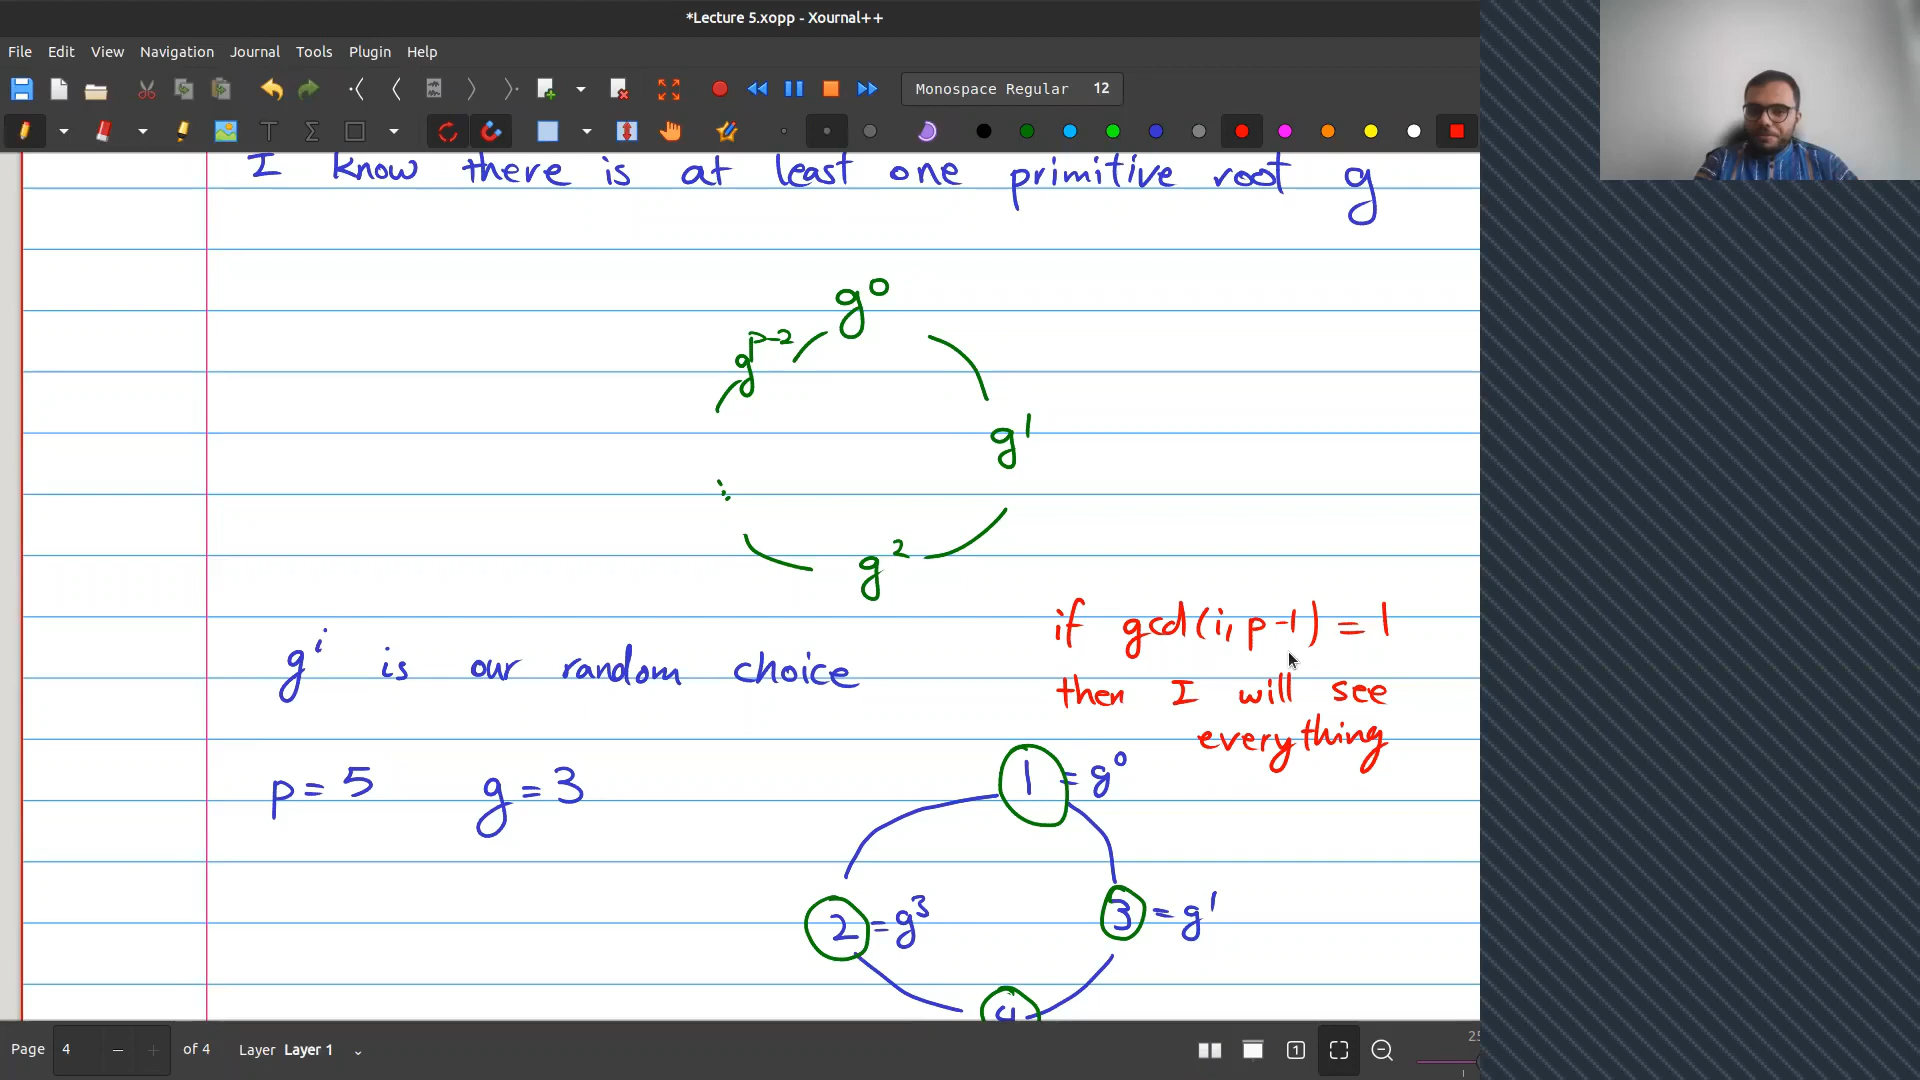 *Lecture 5.xopp - Xournal++
File Edit View Navigation Journal Tools Plugin Help
Monospace Regular 12
I know there is at least one primitive root g
g^0
g^p-2
g^1
g^2
if gcd(i, p-1) = 1
g^i is our random choice
then I will see
everything
p = 5 g = 3
1 = g^0
2 = g^3
3 = g^1
4
Page 4 of 4 Layer Layer 1
25